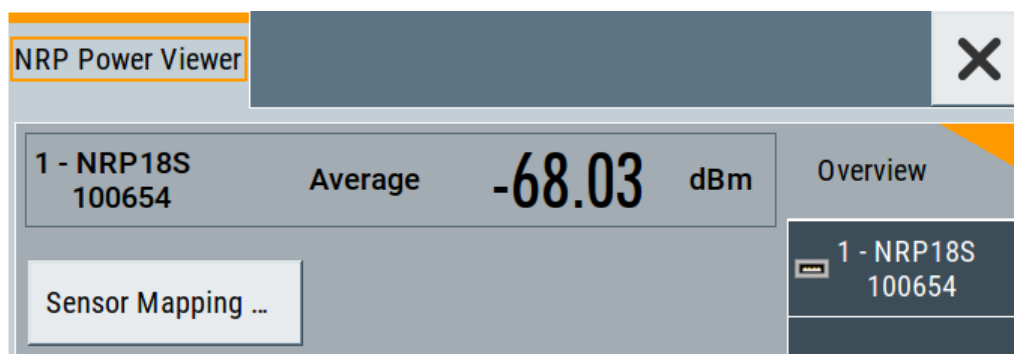 NRP Power Viewer
1 - NRP18S
100654
Average
-68.03
dBm
Overview
1 - NRP18S
100654
Sensor Mapping ...